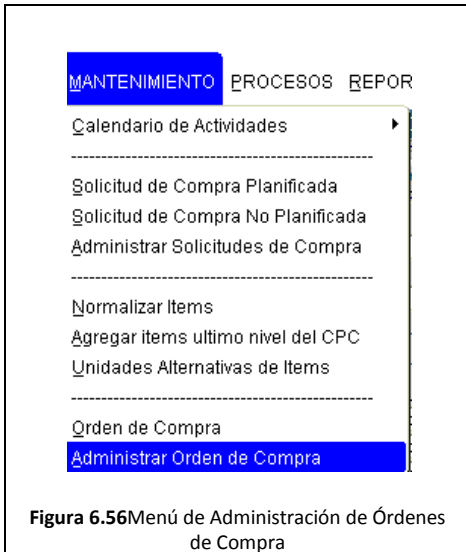 MANTENIMIENTO PROCESOS REPOR
Calendario de Actividades
--------------------------------------------------
Solicitud de Compra Planificada
Solicitud de Compra No Planificada
Administrar Solicitudes de Compra
--------------------------------------------------
Normalizar Items
Agregar items ultimo nivel del CPC
Unidades Alternativas de Items
--------------------------------------------------
Orden de Compra
Administrar Orden de Compra
Figura 6.56Menú de Administración de Órdenes
de Compra